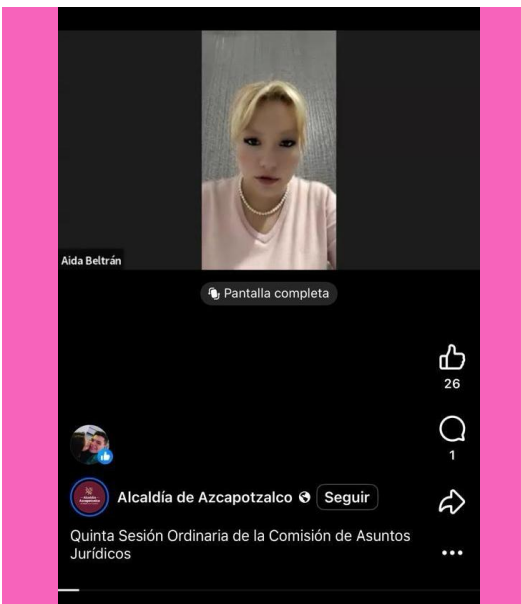 Aida Beltrán
Pantalla completa
26
1
Alcaldía de Azcapotzalco
Seguir
Quinta Sesión Ordinaria de la Comisión de Asuntos
Jurídicos